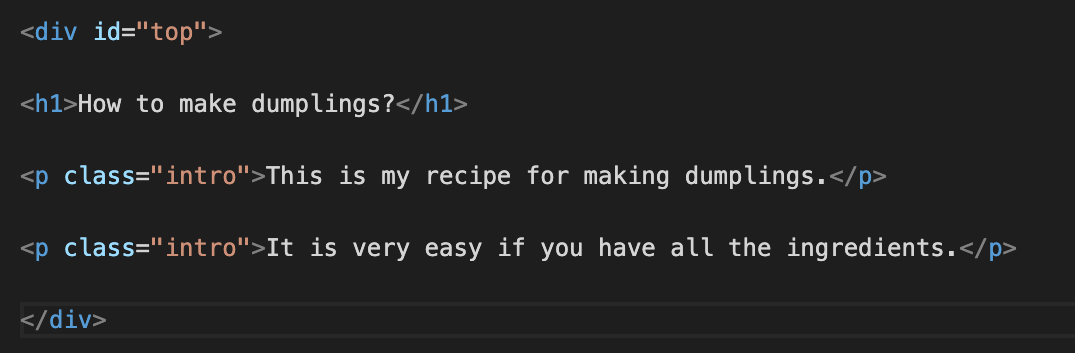 <div id="top">
<h1>How to make dumplings?</h1>
<p class="intro">This is my recipe for making dumplings.</p>
<p class="intro">It is very easy if you have all the ingredients.</p>
</div>